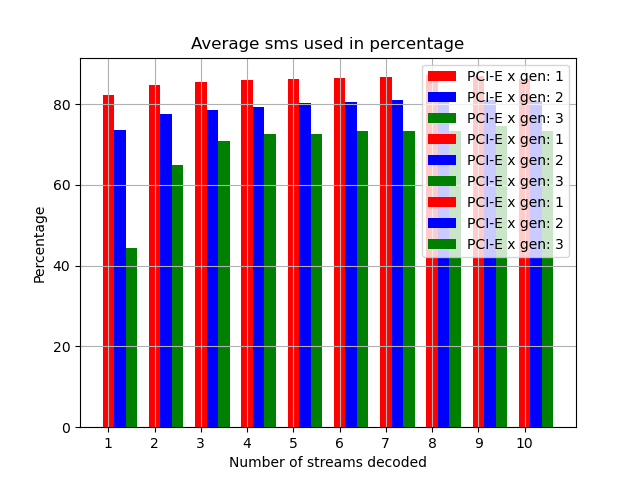 Average sms used in percentage
PCI-E x gen: 1
PCI-E x gen: 2
PCI-E x gen: 3
PCI-E x gen: 1
PCI-E x gen: 2
PCI-E x gen: 3
PCI-E x gen: 1
PCI-E x gen: 2
PCI-E x gen: 3
80
60
40
20
0
Percentage
1 2 3 4 5 6 7 8 9 10
Number of streams decoded